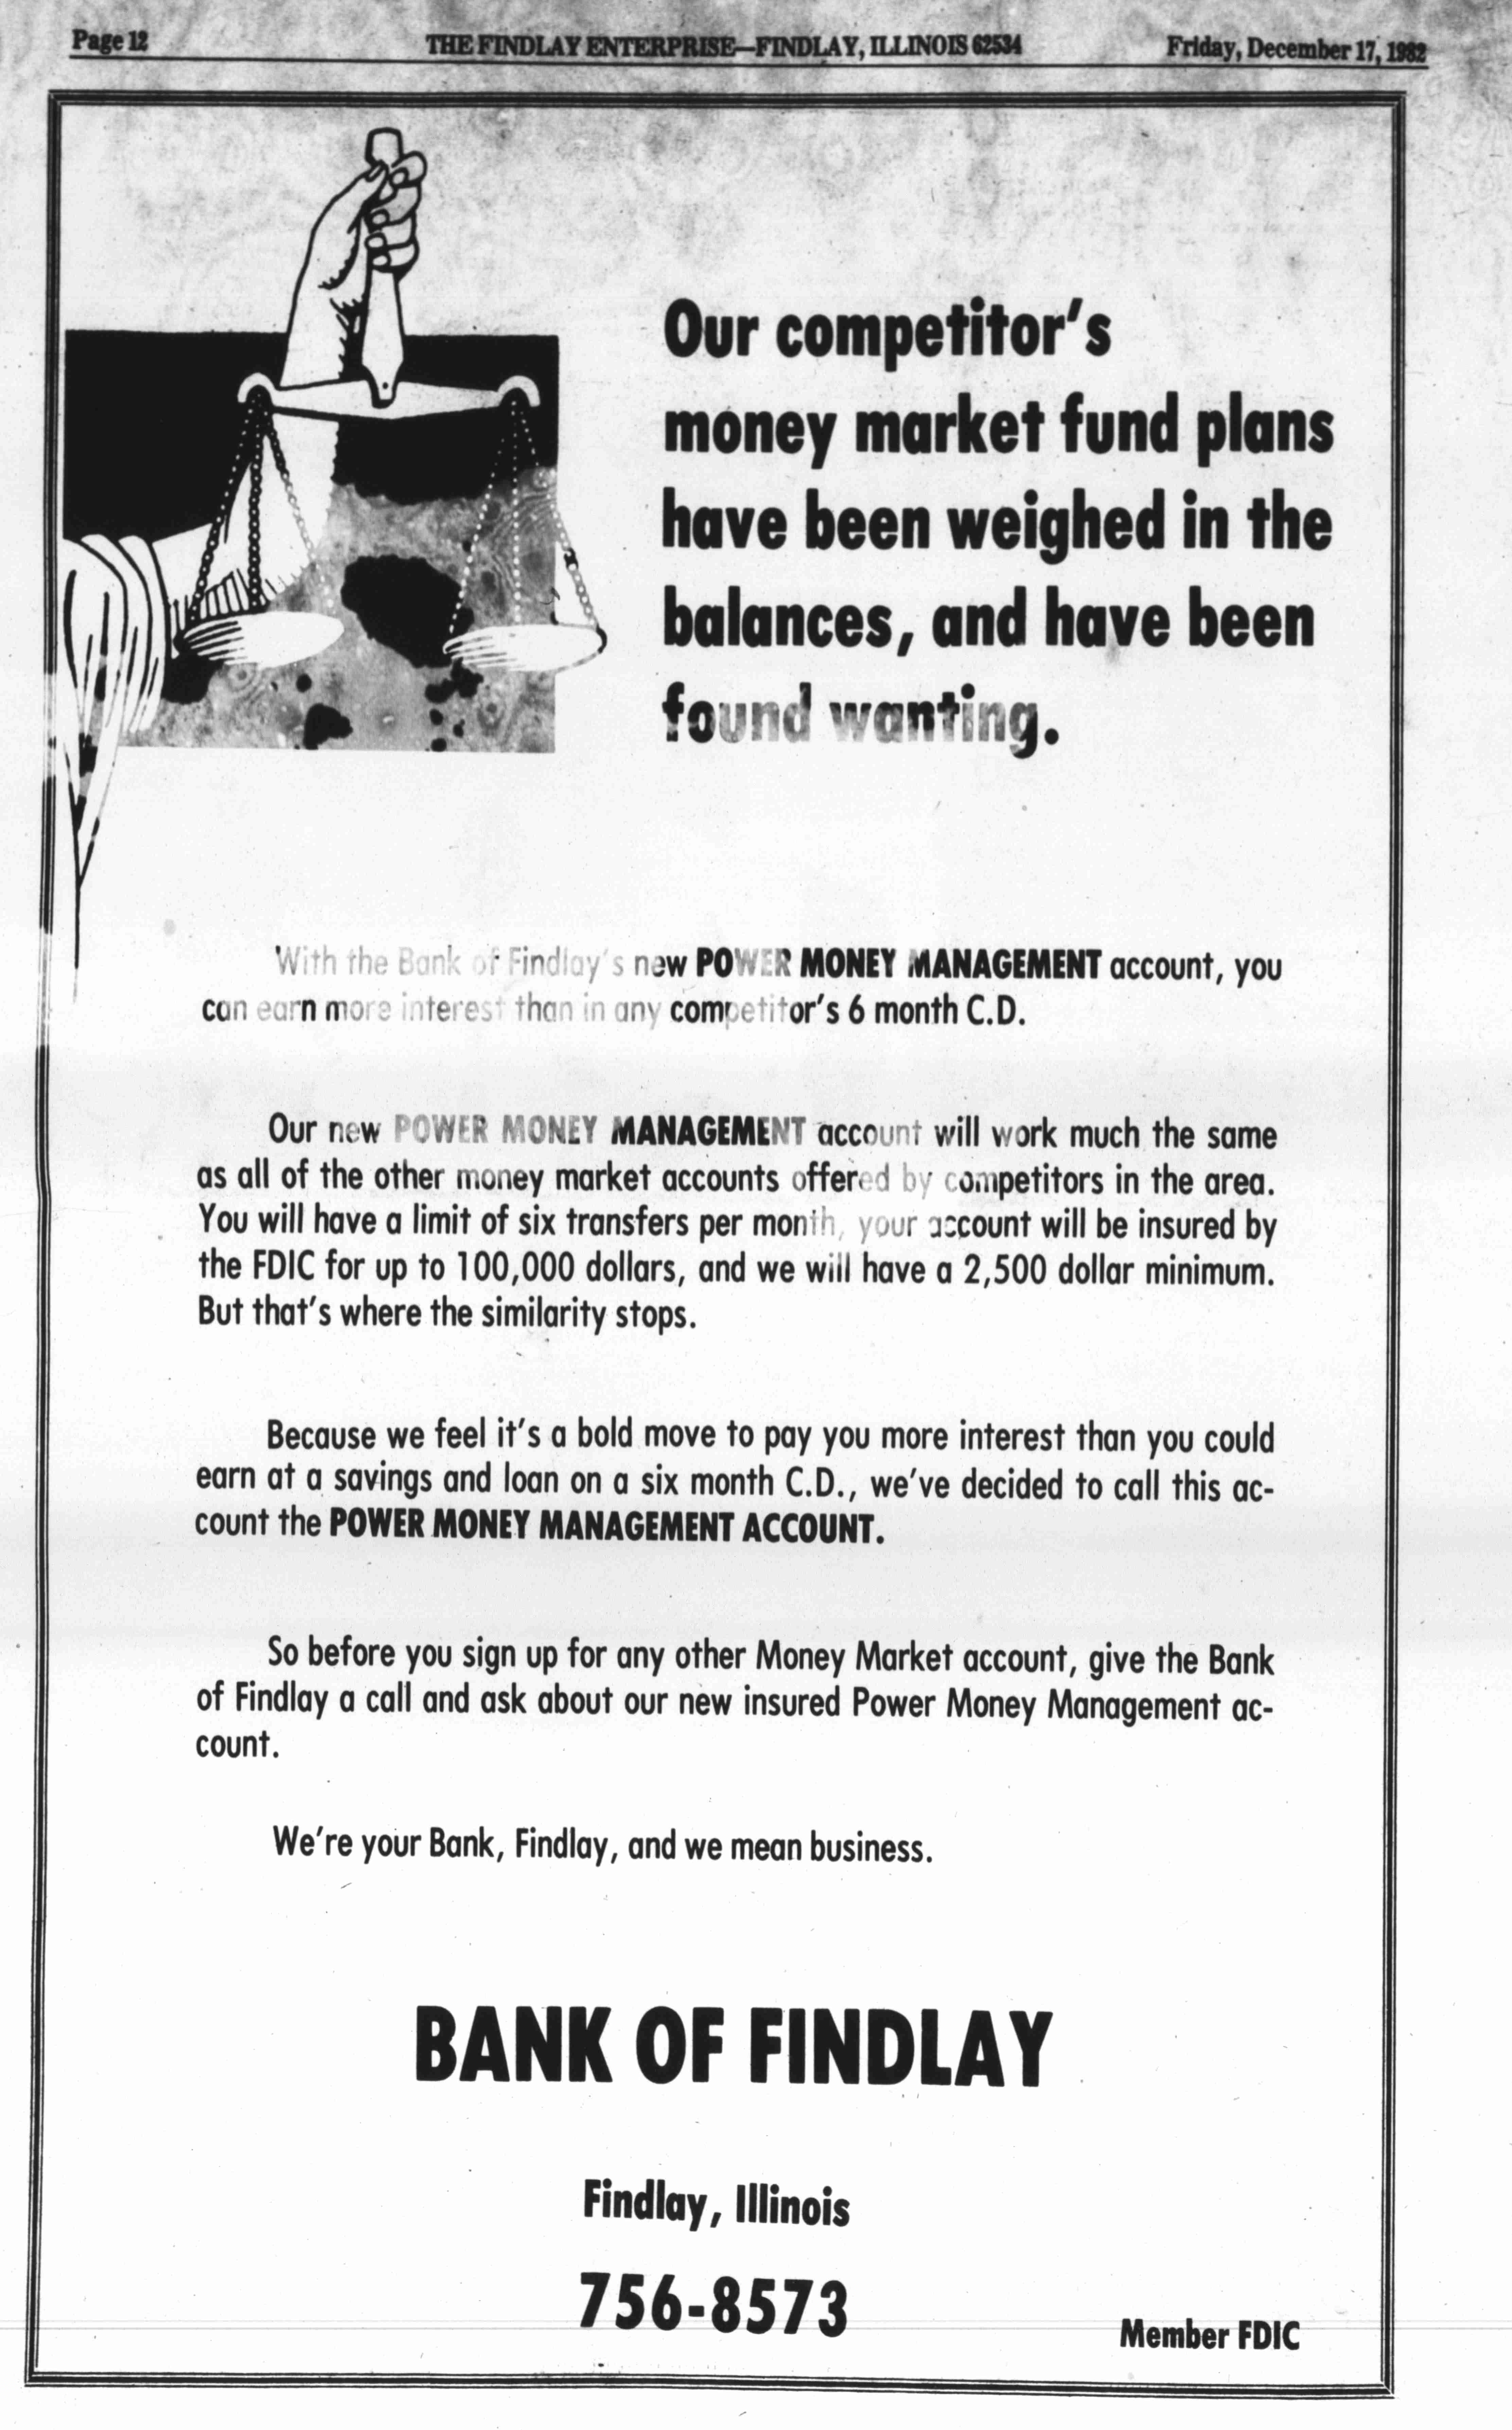 Page 12
THE FINDLAY ENTERPRISE—FINDLAY, ILLINOIS 62534
Friday, December 17, 1982
Our competitor's
money market fund plans
have been weighed in the
balances, and have been
found wanting.
With the Bank of Findlay's new POWER MONEY MANAGEMENT account, you
can earn more interest than in any competitor's 6 month C.D.
Our new POWER MONEY MANAGEMENT account will work much the same
as all of the other money market accounts offered by competitors in the area.
You will have a limit of six transfers per month, your account will be insured by
the FDIC for up to 100,000 dollars, and we will have a 2,500 dollar minimum.
But that's where the similarity stops.
Because we feel it's a bold move to pay you more interest than you could
earn at a savings and loan on a six month C.D., we've decided to call this ac-
count the POWER MONEY MANAGEMENT ACCOUNT.
So before you sign up for any other Money Market account, give the Bank
of Findlay a call and ask about our new insured Power Money Management ac-
count.
We're your Bank, Findlay, and we mean business.
BANK OF FINDLAY
Findlay, Illinois
756-8573
Member FDIC